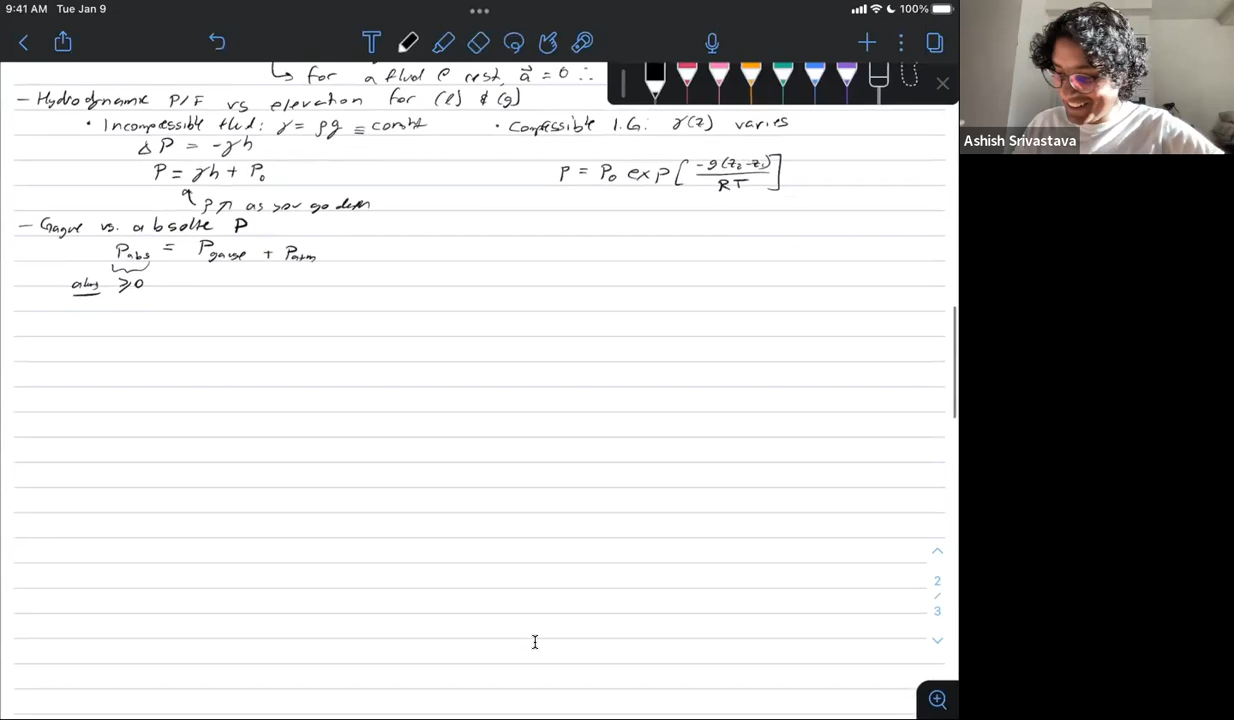 9:41 AM Tue Jan 9
100%
↳ for a fluid @ rest, a⃗ = 0 ∴
Ashish Srivastava
- Hydrodynamic P/F vs elevation for (l) & (g)
• Incompressible fluid: γ = ρg ≡ const
• Compressible I.G: γ(z) varies
ΔP = -γh
P = γh + P₀
P = P₀ exp[-g(z₂-z₁)/RT]
P↑ as you go down
- Gague vs. absolute P
Pabs = Pgauge + Patm
≥0
2
/
3